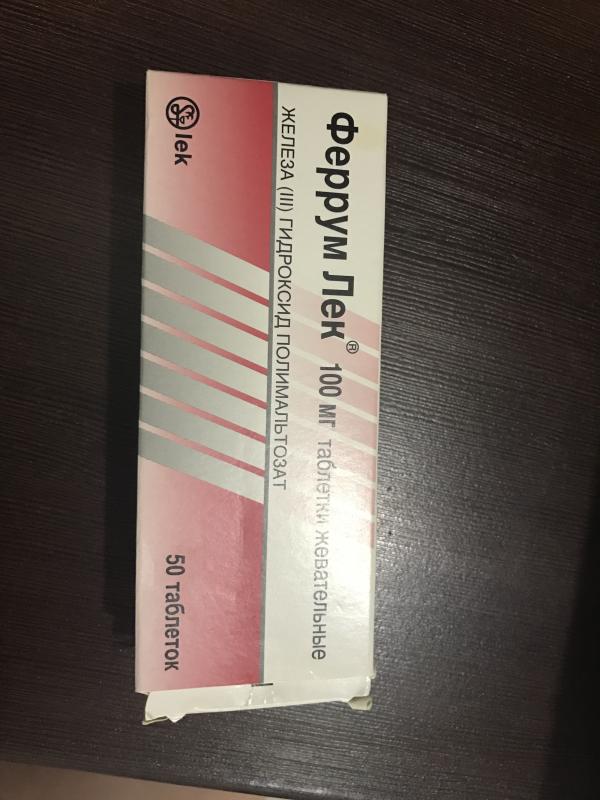 Феррум Лек® 100 мг таблетки жевательные
ЖЕЛЕЗА (III) ГИДРОКСИД ПОЛИМАЛЬТОЗАТ
lek
50 таблеток